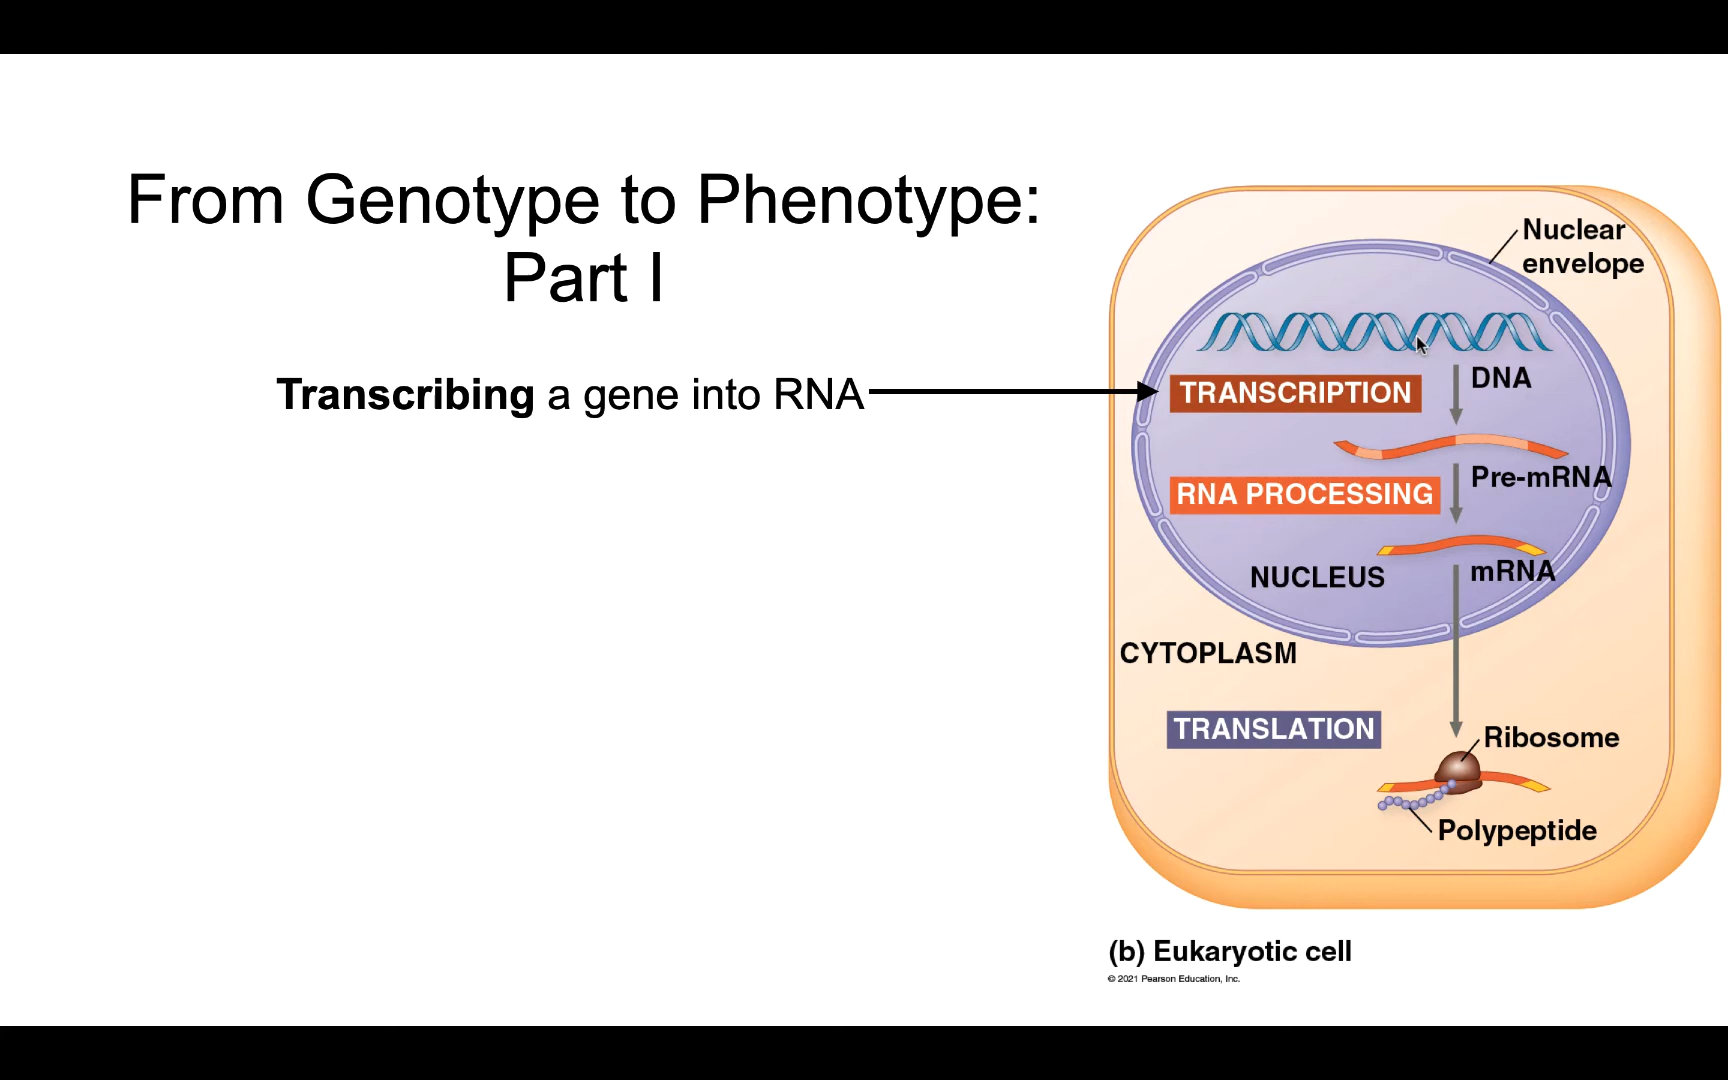 From Genotype to Phenotype:
Part I
Transcribing a gene into RNA
Nuclear
envelope
TRANSCRIPTION
DNA
RNA PROCESSING
Pre-mRNA
NUCLEUS
mRNA
CYTOPLASM
TRANSLATION
Ribosome
Polypeptide
(b) Eukaryotic cell
© 2021 Pearson Education, Inc.